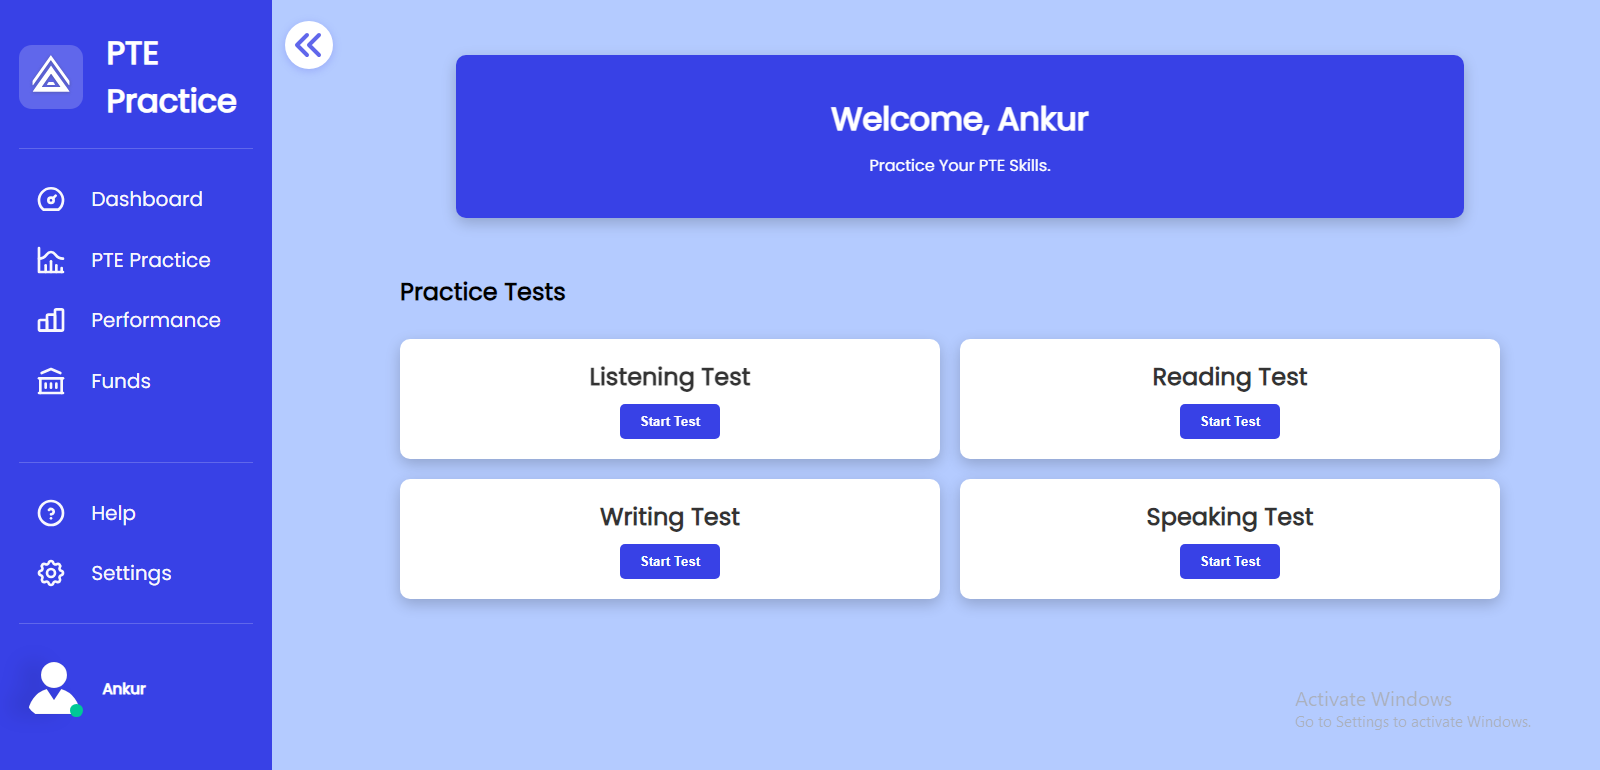 PTE
Practice
Dashboard
PTE Practice
Performance
Funds
Help
Settings
Ankur
Welcome, Ankur
Practice Your PTE Skills.
Practice Tests
Listening Test
Start Test
Reading Test
Start Test
Writing Test
Start Test
Speaking Test
Start Test
Activate Windows
Go to Settings to activate Windows.